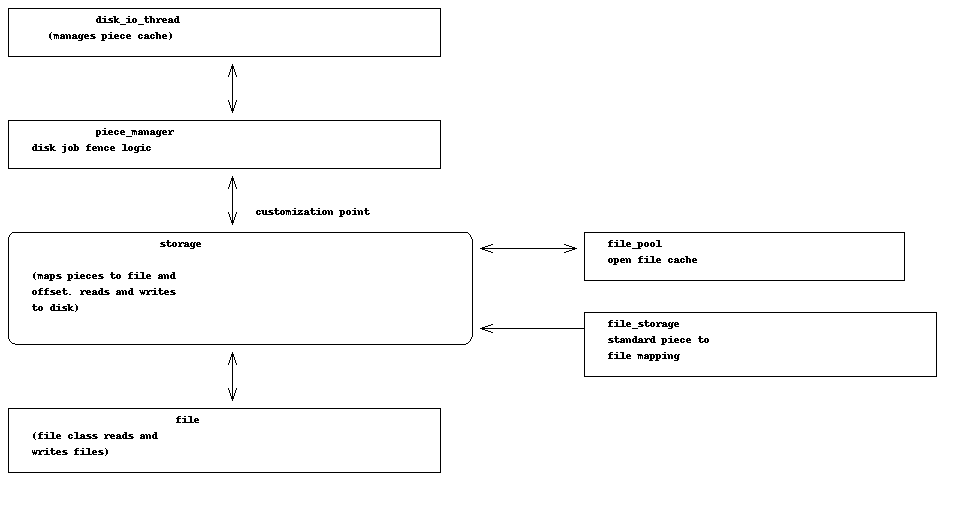 disk_io_thread
(manages piece cache)
piece_manager
disk job fence logic
customization point
storage
(maps pieces to file and
offset. reads and writes
to disk)
file_pool
open file cache
file_storage
standard piece to
file mapping
file
(file class reads and
writes files)